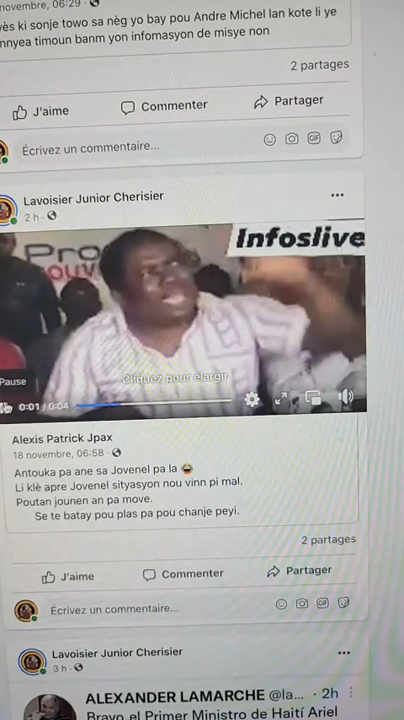 novembre, 06:29 ·
yès ki sonje towo sa nèg yo bay pou Andre Michel lan kote li ye
nnyea timoun banm yon infomasyon de misye non
2 partages
J'aime Commenter Partager
Écrivez un commentaire...
GIF
Lavoisier Junior Cherisier
2 h ·
Infoslive
Pro
OUV
Cliquez pour élargir
Pause
0:01 / 0:04
Alexis Patrick Jpax
18 novembre, 06:58 ·
Antouka pa ane sa Jovenel pa la 😂
Li klè apre Jovenel sityasyon nou vinn pi mal.
Poutan jounen an pa move.
Se te batay pou plas pa pou chanje peyi.
2 partages
J'aime Commenter Partager
Écrivez un commentaire...
GIF
Lavoisier Junior Cherisier
3 h ·
ALEXANDER LAMARCHE @la... · 2h
Bravo, el Primer Ministro de Haití Ariel